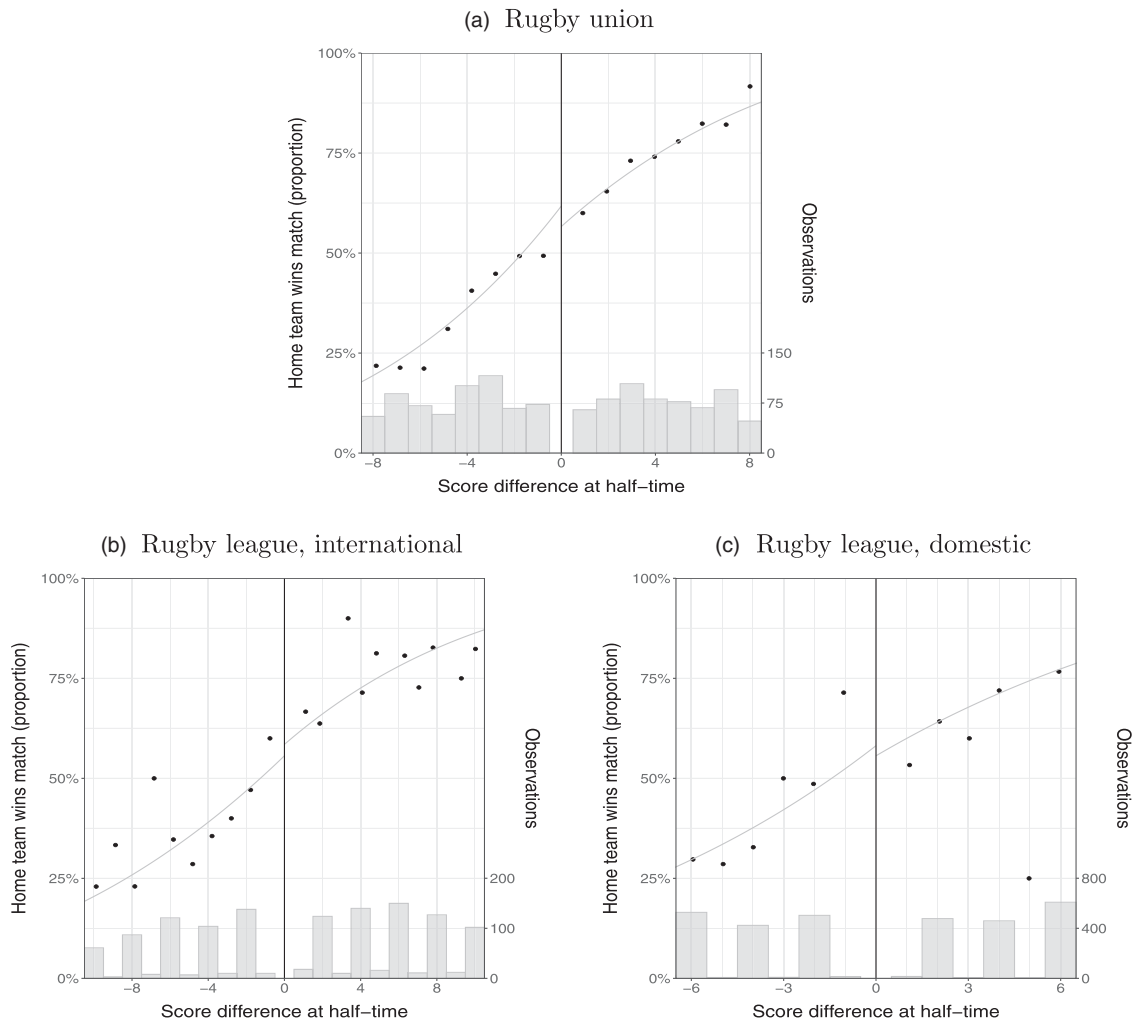 (a) Rugby union
100%
75%
50%
25%
0%
Home team wins match (proportion)
150
75
0
Observations
−8 −4 0 4 8
Score difference at half−time
(b) Rugby league, international
100%
75%
50%
25%
0%
Home team wins match (proportion)
200
100
0
Observations
−8 −4 0 4 8
Score difference at half−time
(c) Rugby league, domestic
100%
75%
50%
25%
0%
Home team wins match (proportion)
800
400
0
Observations
−6 −3 0 3 6
Score difference at half−time